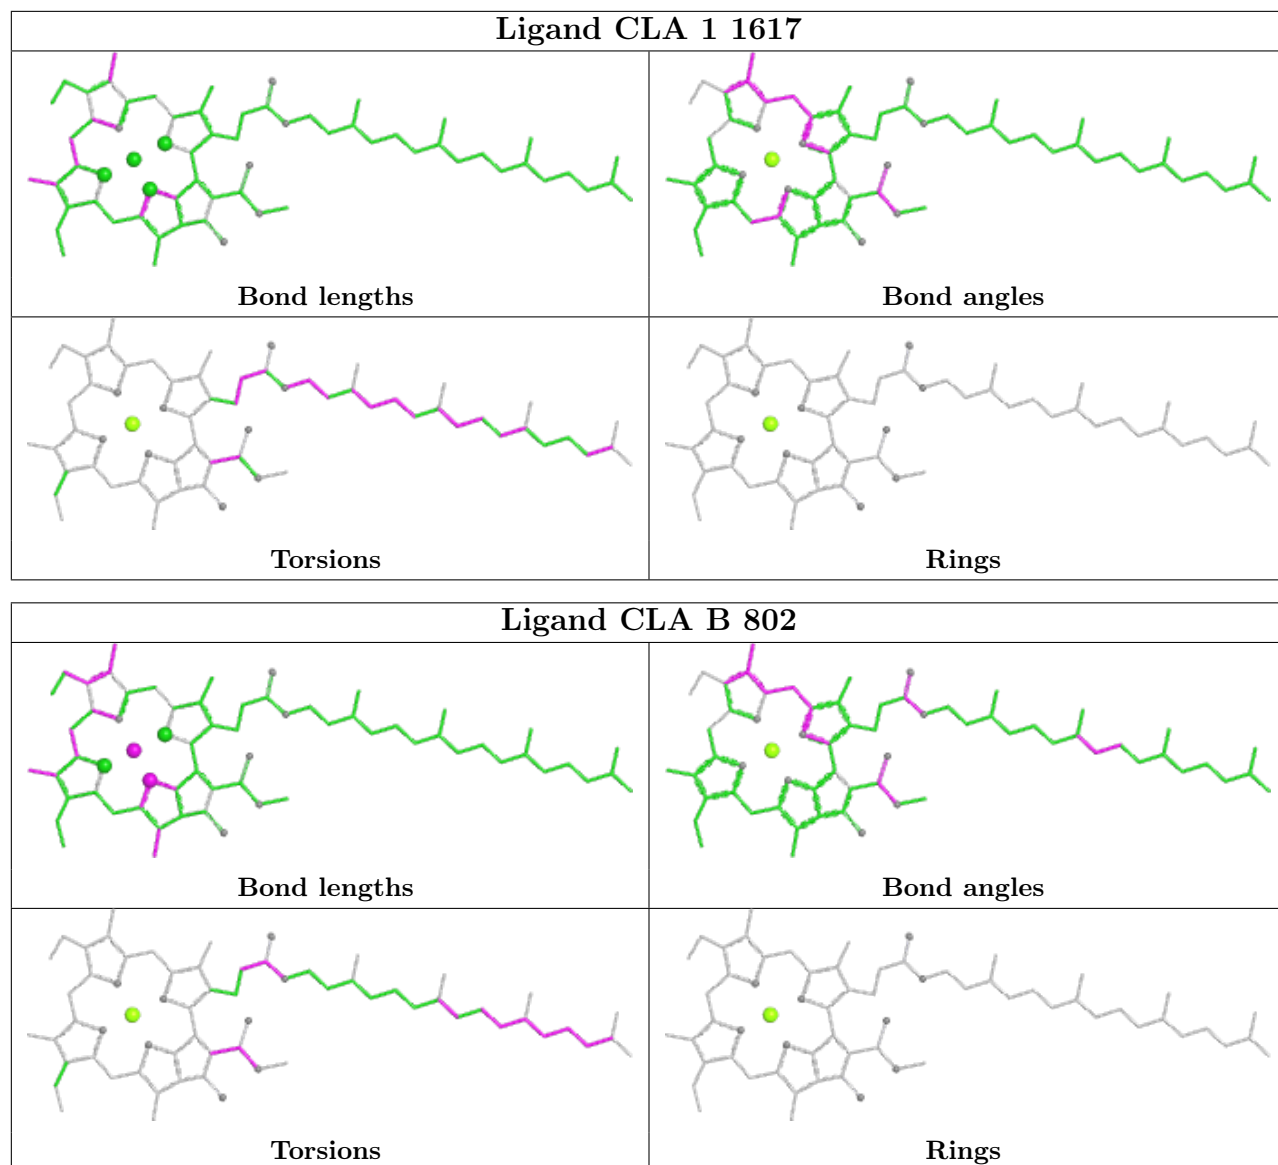 Ligand CLA 1 1617
Bond lengths
Bond angles
Torsions
Rings
Ligand CLA B 802
Bond lengths
Bond angles
Torsions
Rings